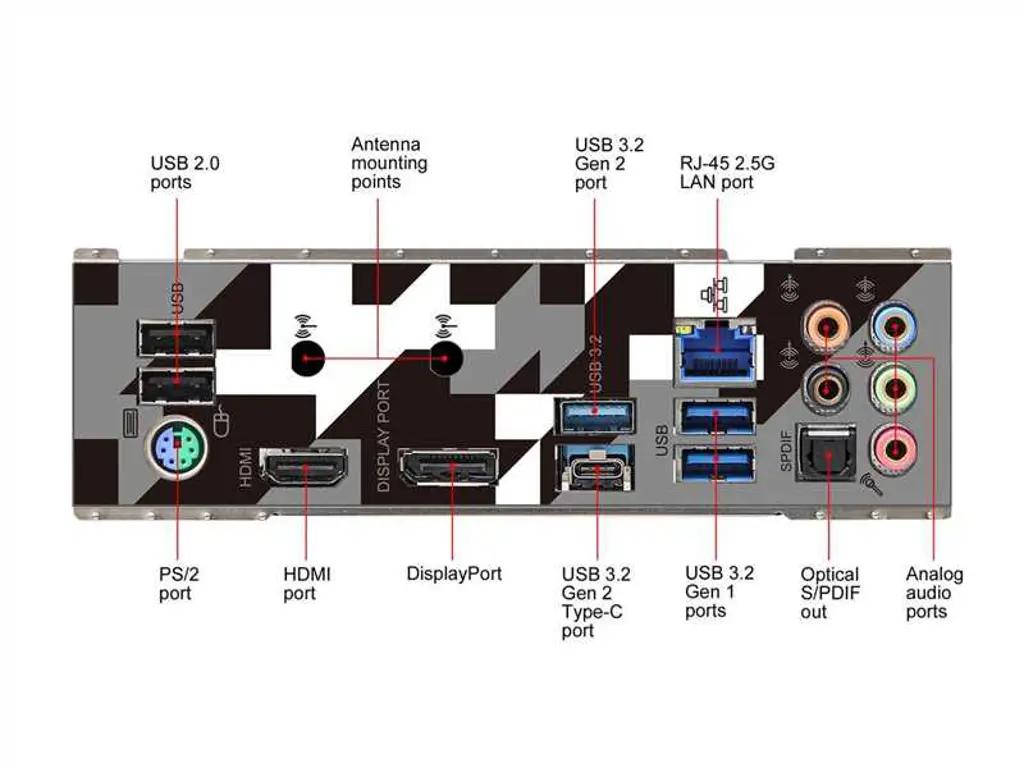 USB 2.0
ports
Antenna
mounting
points
USB 3.2
Gen 2
port
RJ-45 2.5G
LAN port
USB
USB 3.2
DISPLAY PORT
HDMI
USB
SPDIF
PS/2
port
HDMI
port
DisplayPort
USB 3.2
Gen 2
Type-C
port
USB 3.2
Gen 1
ports
Optical
S/PDIF
out
Analog
audio
ports